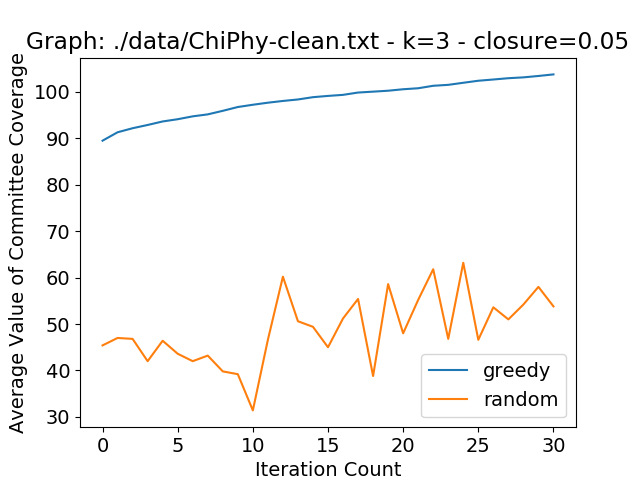 Graph: ./data/ChiPhy-clean.txt - k=3 - closure=0.05
Average Value of Committee Coverage
100
90
80
70
60
50
40
30
greedy
random
0 5 10 15 20 25 30
Iteration Count